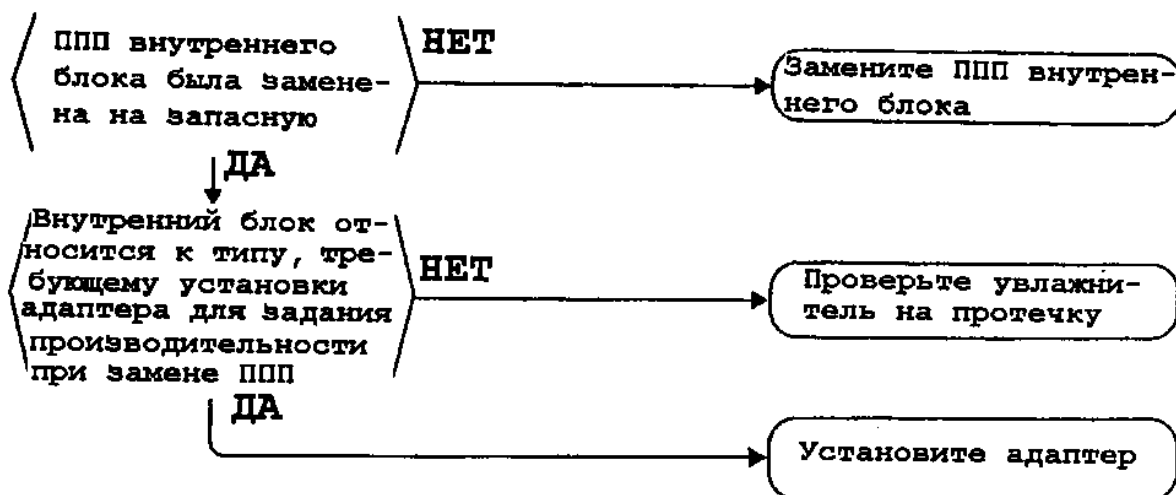 ППП внутреннего
блока была замене-
на на запасную
НЕТ
Замените ППП внутрен-
него блока
ДА
Внутренний блок от-
носится к типу, тре-
бующему установки
адаптера для задания
производительности
при замене ППП
НЕТ
Проверьте увлажни-
тель на протечку
ДА
Установите адаптер